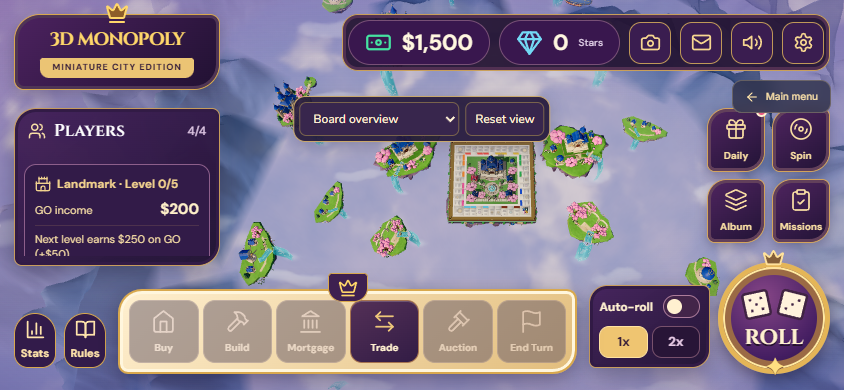 3D MONOPOLY
MINIATURE CITY EDITION
$1,500
0 Stars
Players 4/4
Landmark · Level 0/5
GO income $200
Next level earns $250 on GO
(+$50)
Board overview
Reset view
Main menu
Daily
Spin
Album
Missions
Stats
Rules
Buy
Build
Mortgage
Trade
Auction
End Turn
Auto-roll
1x
2x
ROLL